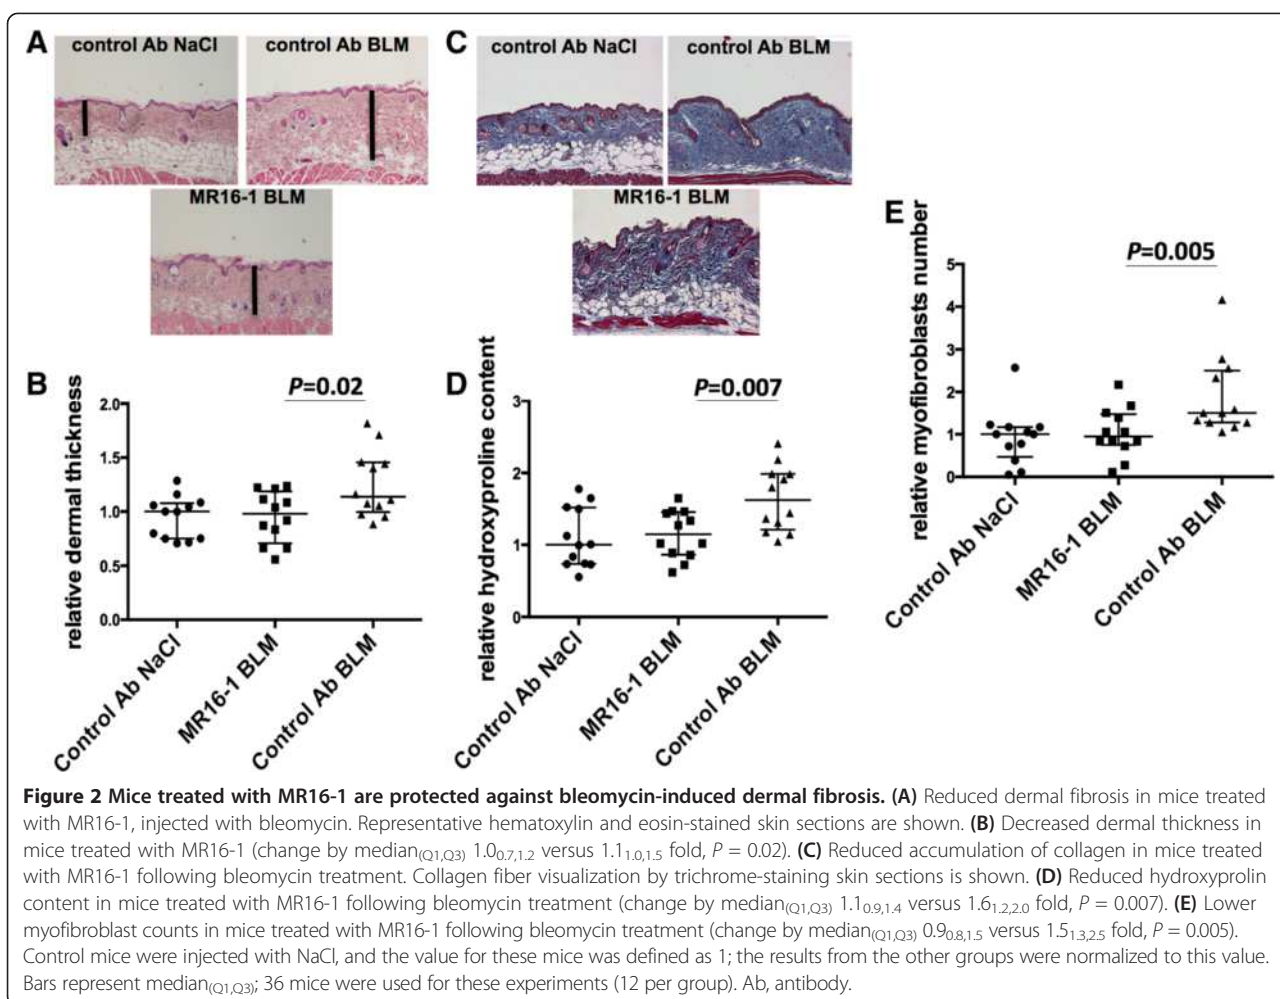 A
control Ab NaCl
control Ab BLM
MR16-1 BLM
C
control Ab NaCl
control Ab BLM
MR16-1 BLM
B
relative dermal thickness
P=0.02
2.0
1.5
1.0
0.5
0.0
Control Ab NaCl
MR16-1 BLM
Control Ab BLM
D
relative hydroxyproline content
P=0.007
3
2
1
0
Control Ab NaCl
MR16-1 BLM
Control Ab BLM
E
relative myofibroblasts number
P=0.005
5
4
3
2
1
0
Control Ab NaCl
MR16-1 BLM
Control Ab BLM
Figure 2 Mice treated with MR16-1 are protected against bleomycin-induced dermal fibrosis. (A) Reduced dermal fibrosis in mice treated
with MR16-1, injected with bleomycin. Representative hematoxylin and eosin-stained skin sections are shown. (B) Decreased dermal thickness in
mice treated with MR16-1 (change by median(Q1,Q3) 1.00.7,1.2 versus 1.11.0,1.5 fold, P = 0.02). (C) Reduced accumulation of collagen in mice treated
with MR16-1 following bleomycin treatment. Collagen fiber visualization by trichrome-staining skin sections is shown. (D) Reduced hydroxyprolin
content in mice treated with MR16-1 following bleomycin treatment (change by median(Q1,Q3) 1.10.9,1.4 versus 1.61.2,2.0 fold, P = 0.007). (E) Lower
myofibroblast counts in mice treated with MR16-1 following bleomycin treatment (change by median(Q1,Q3) 0.90.8,1.5 versus 1.51.3,2.5 fold, P = 0.005).
Control mice were injected with NaCl, and the value for these mice was defined as 1; the results from the other groups were normalized to this value.
Bars represent median(Q1,Q3); 36 mice were used for these experiments (12 per group). Ab, antibody.